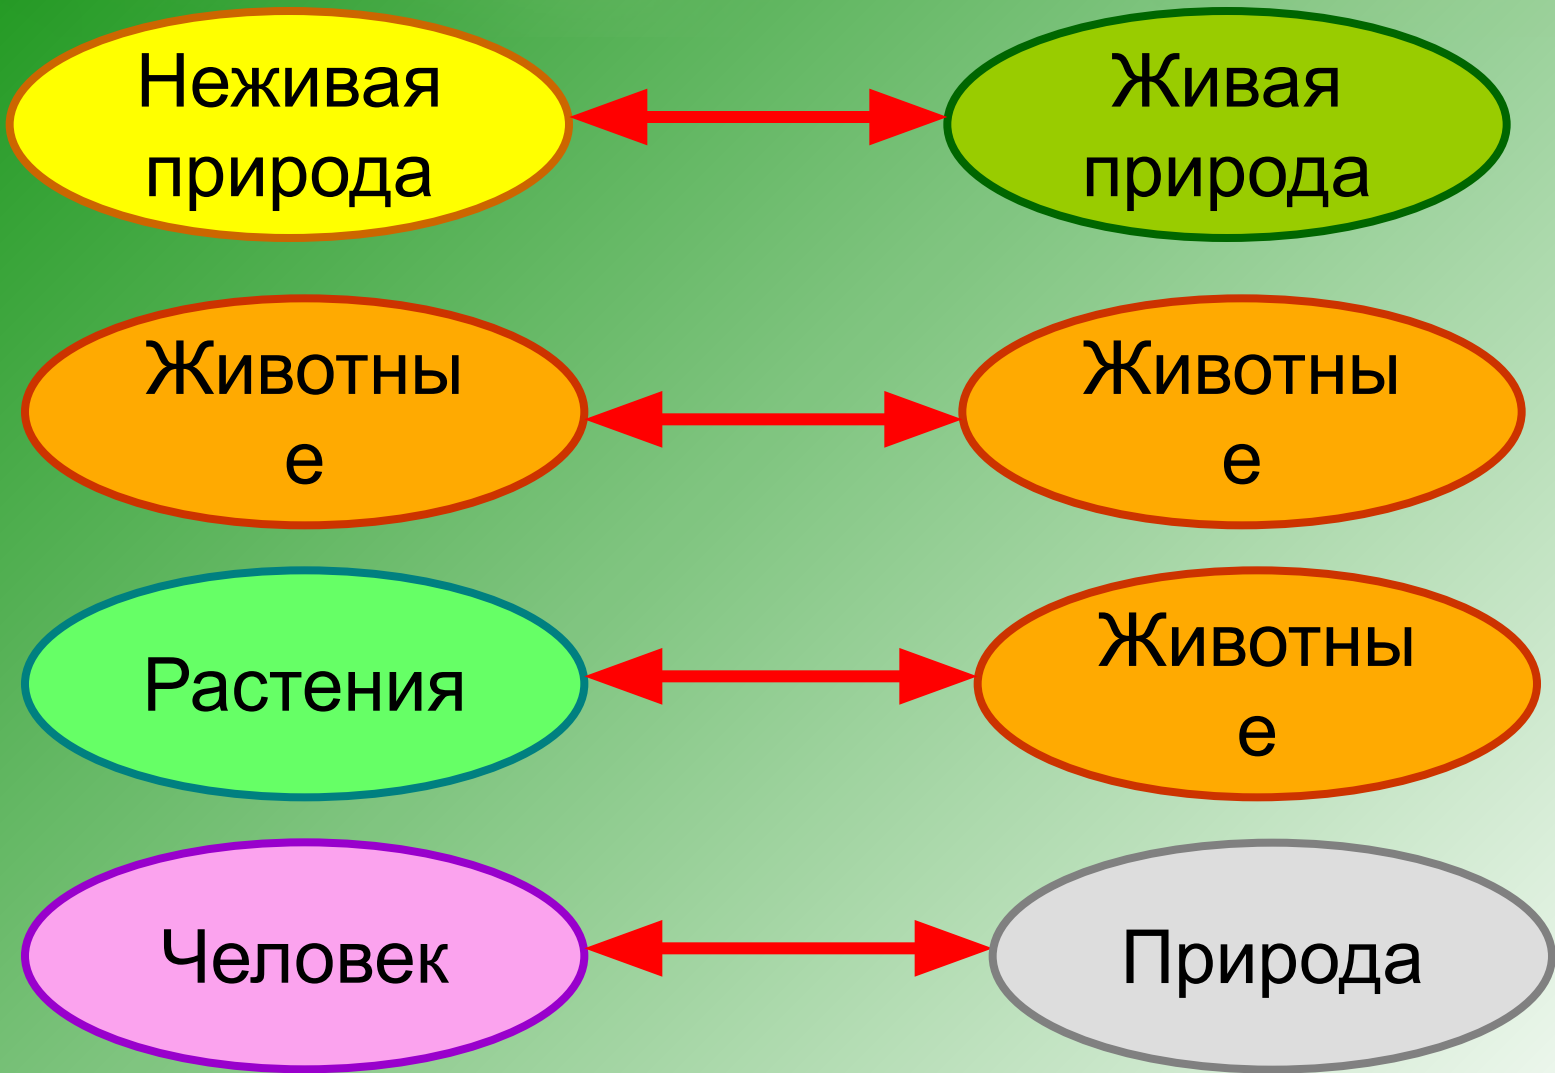 Неживая
природа
Живая
природа
Животны
е
Животны
е
Растения
Животны
е
Человек
Природа